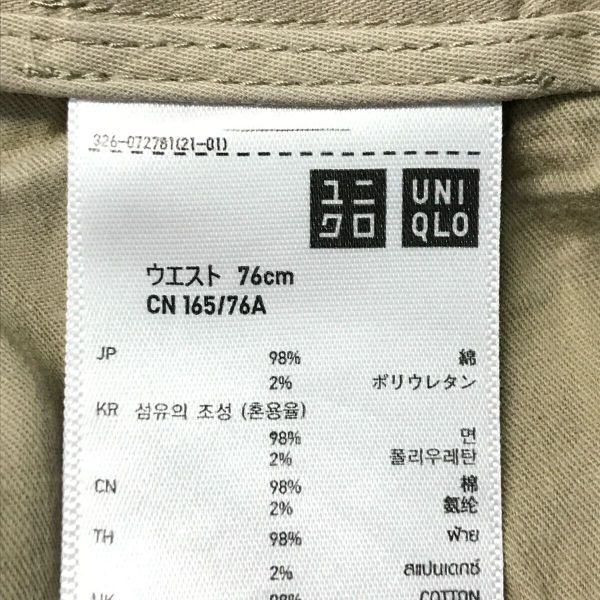 326-072781(21-01)
ユニ UNI
クロ QLO
ウエスト 76cm
CN 165/76A
JP 98% 綿
2% ポリウレタン
KR 섬유의 조성 (혼용율)
98% 면
2% 폴리우레탄
CN 98% 棉
2% 氨纶
TH 98% ฝ้าย
2% สแปนเดกซ์
UK 98% COTTON